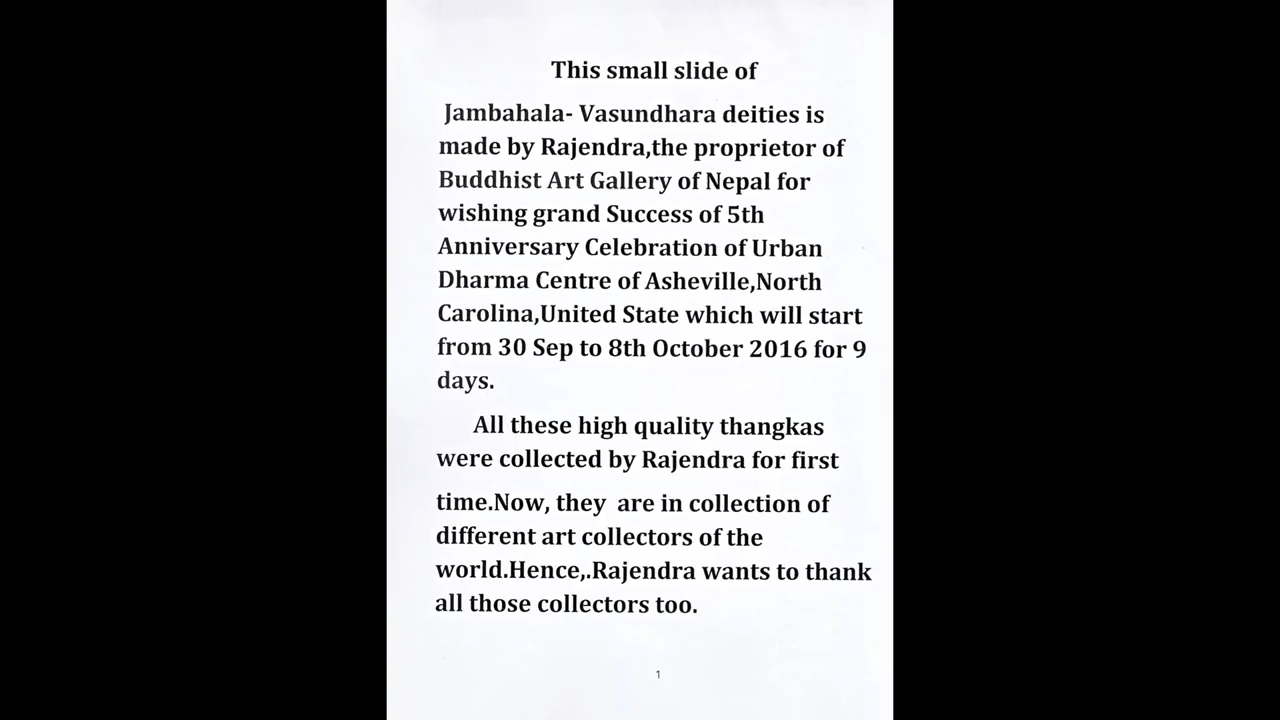 This small slide of
Jambahala- Vasundhara deities is
made by Rajendra,the proprietor of
Buddhist Art Gallery of Nepal for
wishing grand Success of 5th
Anniversary Celebration of Urban
Dharma Centre of Asheville,North
Carolina,United State which will start
from 30 Sep to 8th October 2016 for 9
days.
All these high quality thangkas
were collected by Rajendra for first
time.Now, they  are in collection of
different art collectors of the
world.Hence,.Rajendra wants to thank
all those collectors too.
1